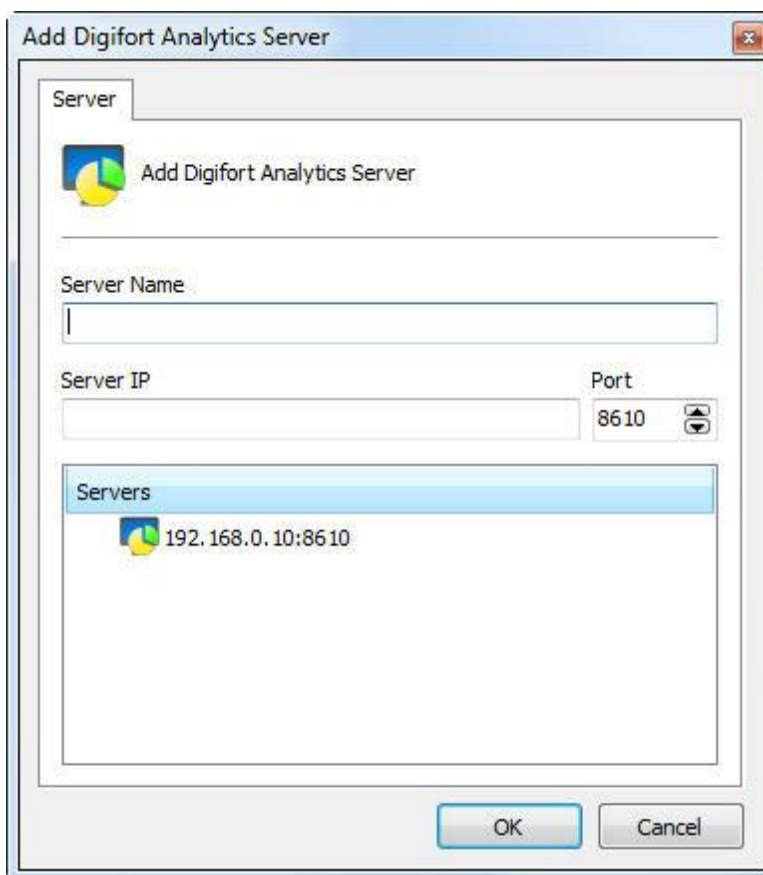 Add Digifort Analytics Server
Server
Add Digifort Analytics Server
Server Name
Server IP
Port
8610
Servers
192.168.0.10:8610
OK
Cancel